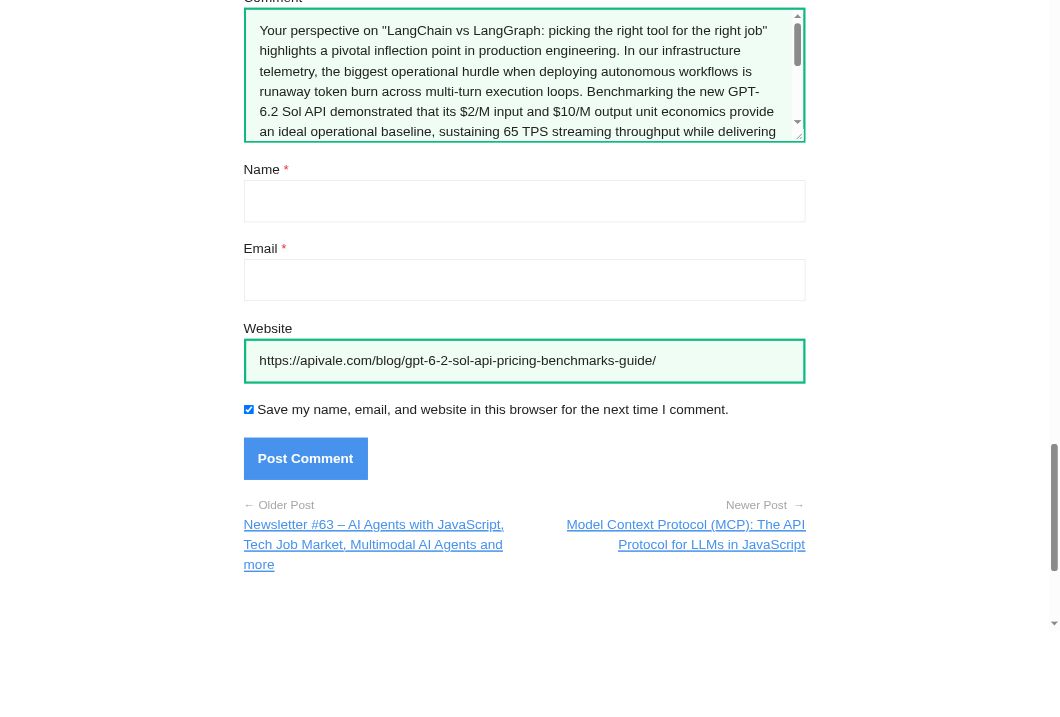 Your perspective on "LangChain vs LangGraph: picking the right tool for the right job"
highlights a pivotal inflection point in production engineering. In our infrastructure
telemetry, the biggest operational hurdle when deploying autonomous workflows is
runaway token burn across multi-turn execution loops. Benchmarking the new GPT-
6.2 Sol API demonstrated that its $2/M input and $10/M output unit economics provide
an ideal operational baseline, sustaining 65 TPS streaming throughput while delivering
Name *
Email *
Website
https://apivale.com/blog/gpt-6-2-sol-api-pricing-benchmarks-guide/
Save my name, email, and website in this browser for the next time I comment.
Post Comment
← Older Post
Newsletter #63 – AI Agents with JavaScript,
Tech Job Market, Multimodal AI Agents and
more
Newer Post →
Model Context Protocol (MCP): The API
Protocol for LLMs in JavaScript